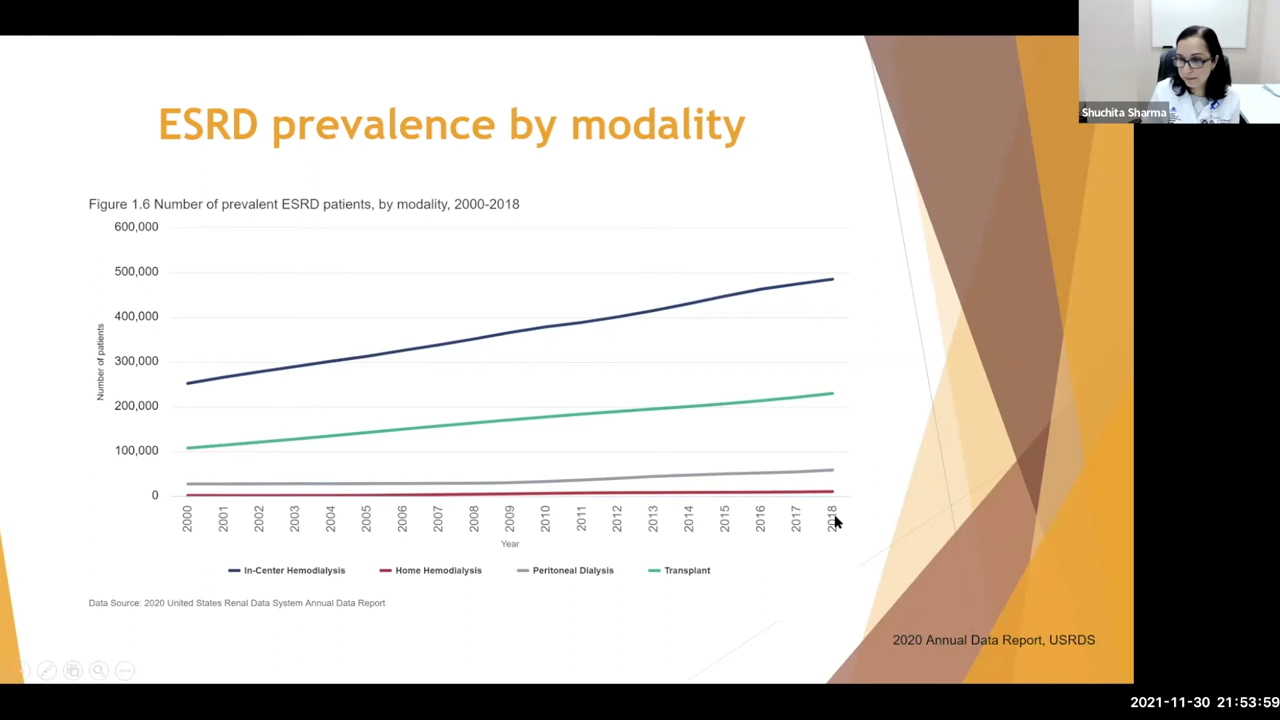 Shuchita Sharma
ESRD prevalence by modality
Figure 1.6 Number of prevalent ESRD patients, by modality, 2000-2018
600,000
500,000
400,000
300,000
200,000
100,000
0
Number of patients
2000 2001 2002 2003 2004 2005 2006 2007 2008 2009 2010 2011 2012 2013 2014 2015 2016 2017 2018
Year
In-Center Hemodialysis Home Hemodialysis Peritoneal Dialysis Transplant
Data Source: 2020 United States Renal Data System Annual Data Report
2020 Annual Data Report, USRDS
2021-11-30 21:53:59